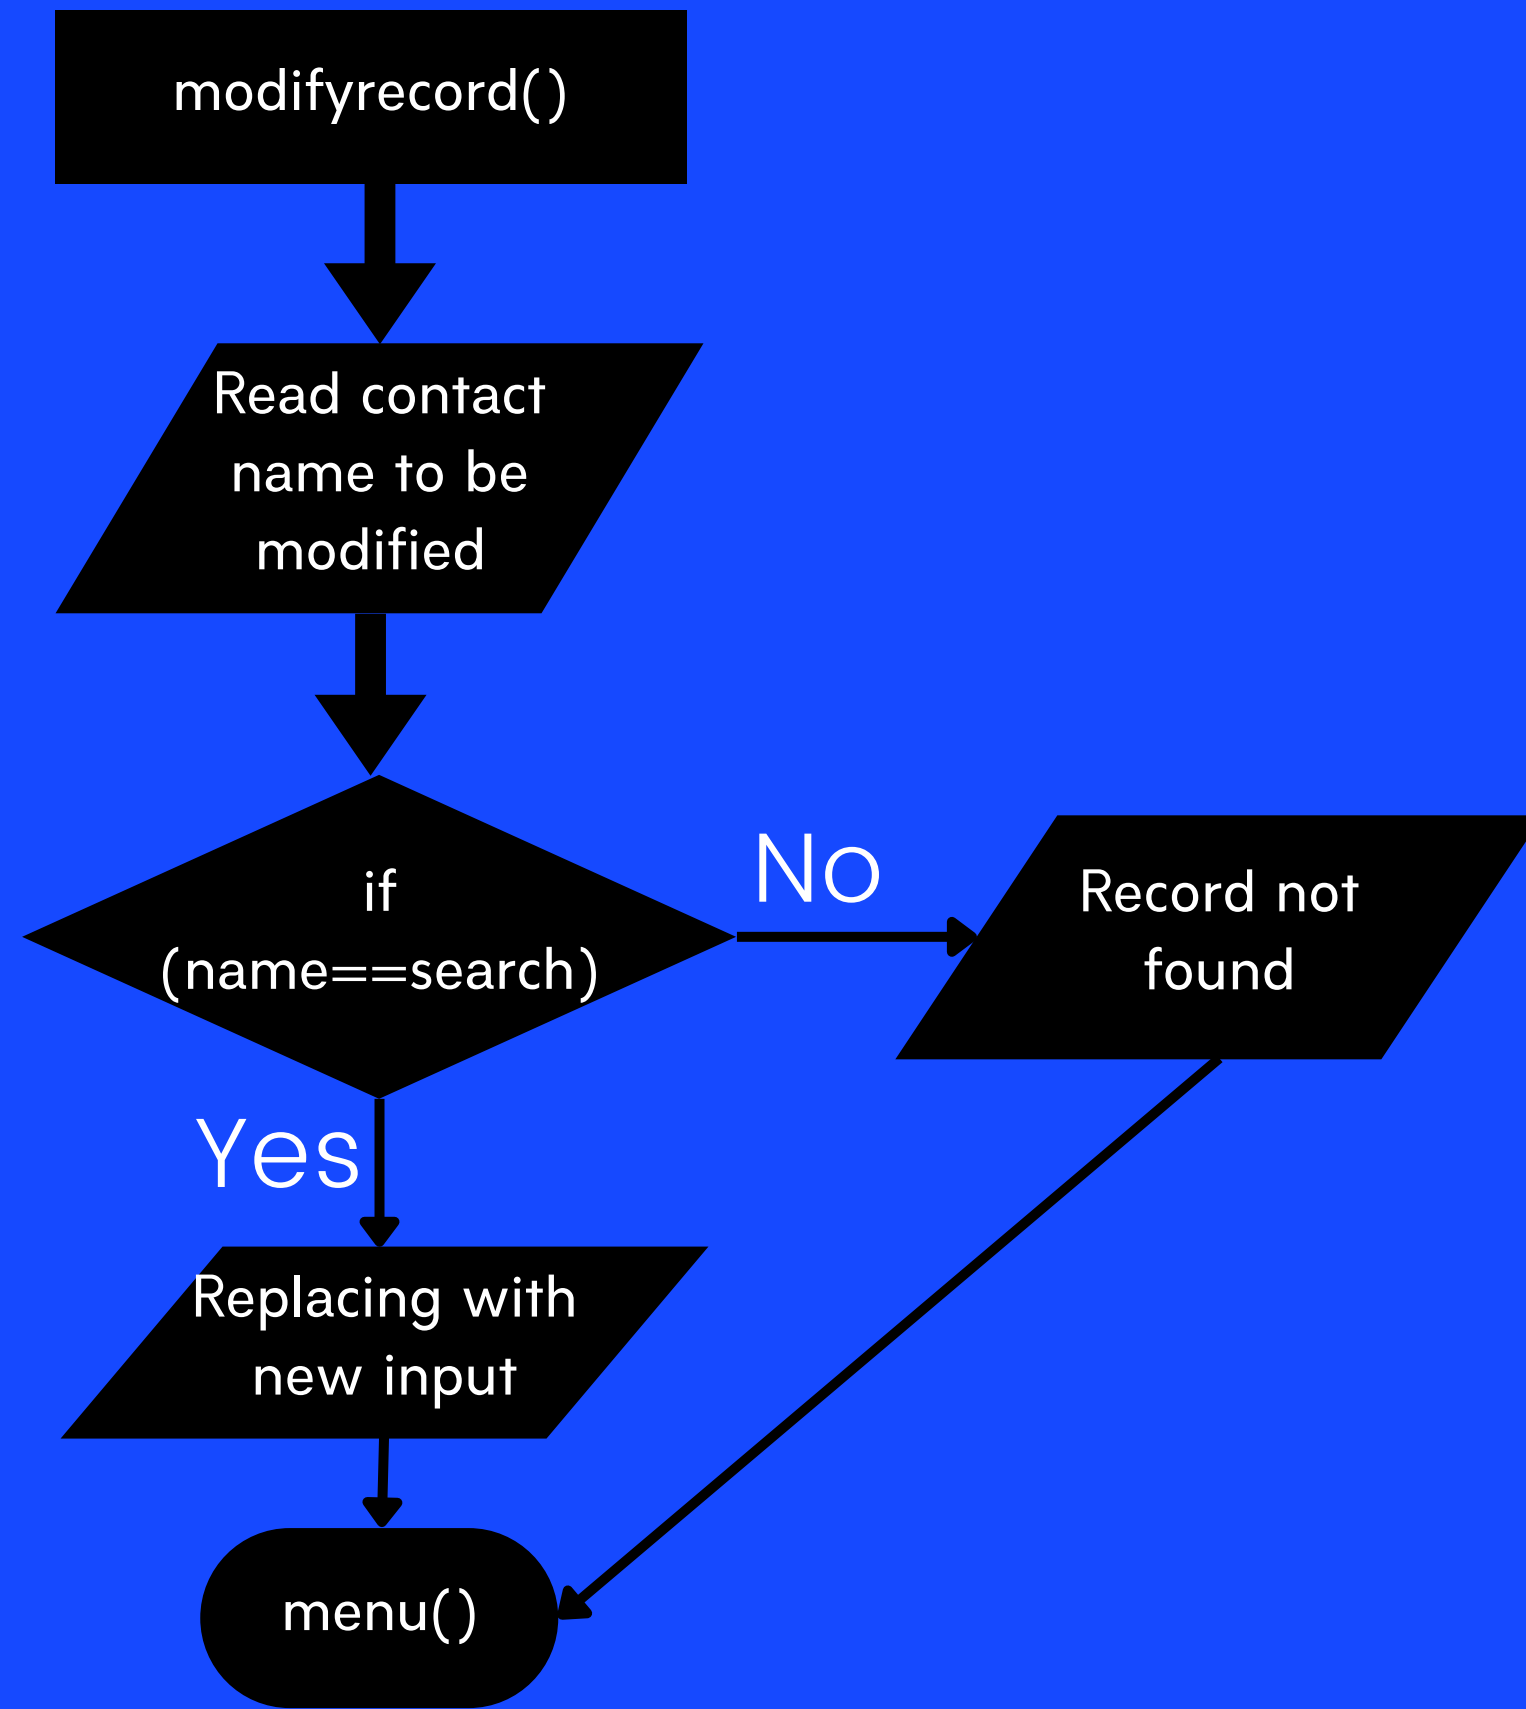 modifyrecord()
Read contact
name to be
modified
if
(name==search)
No
Record not
found
Yes
Replacing with
new input
menu()